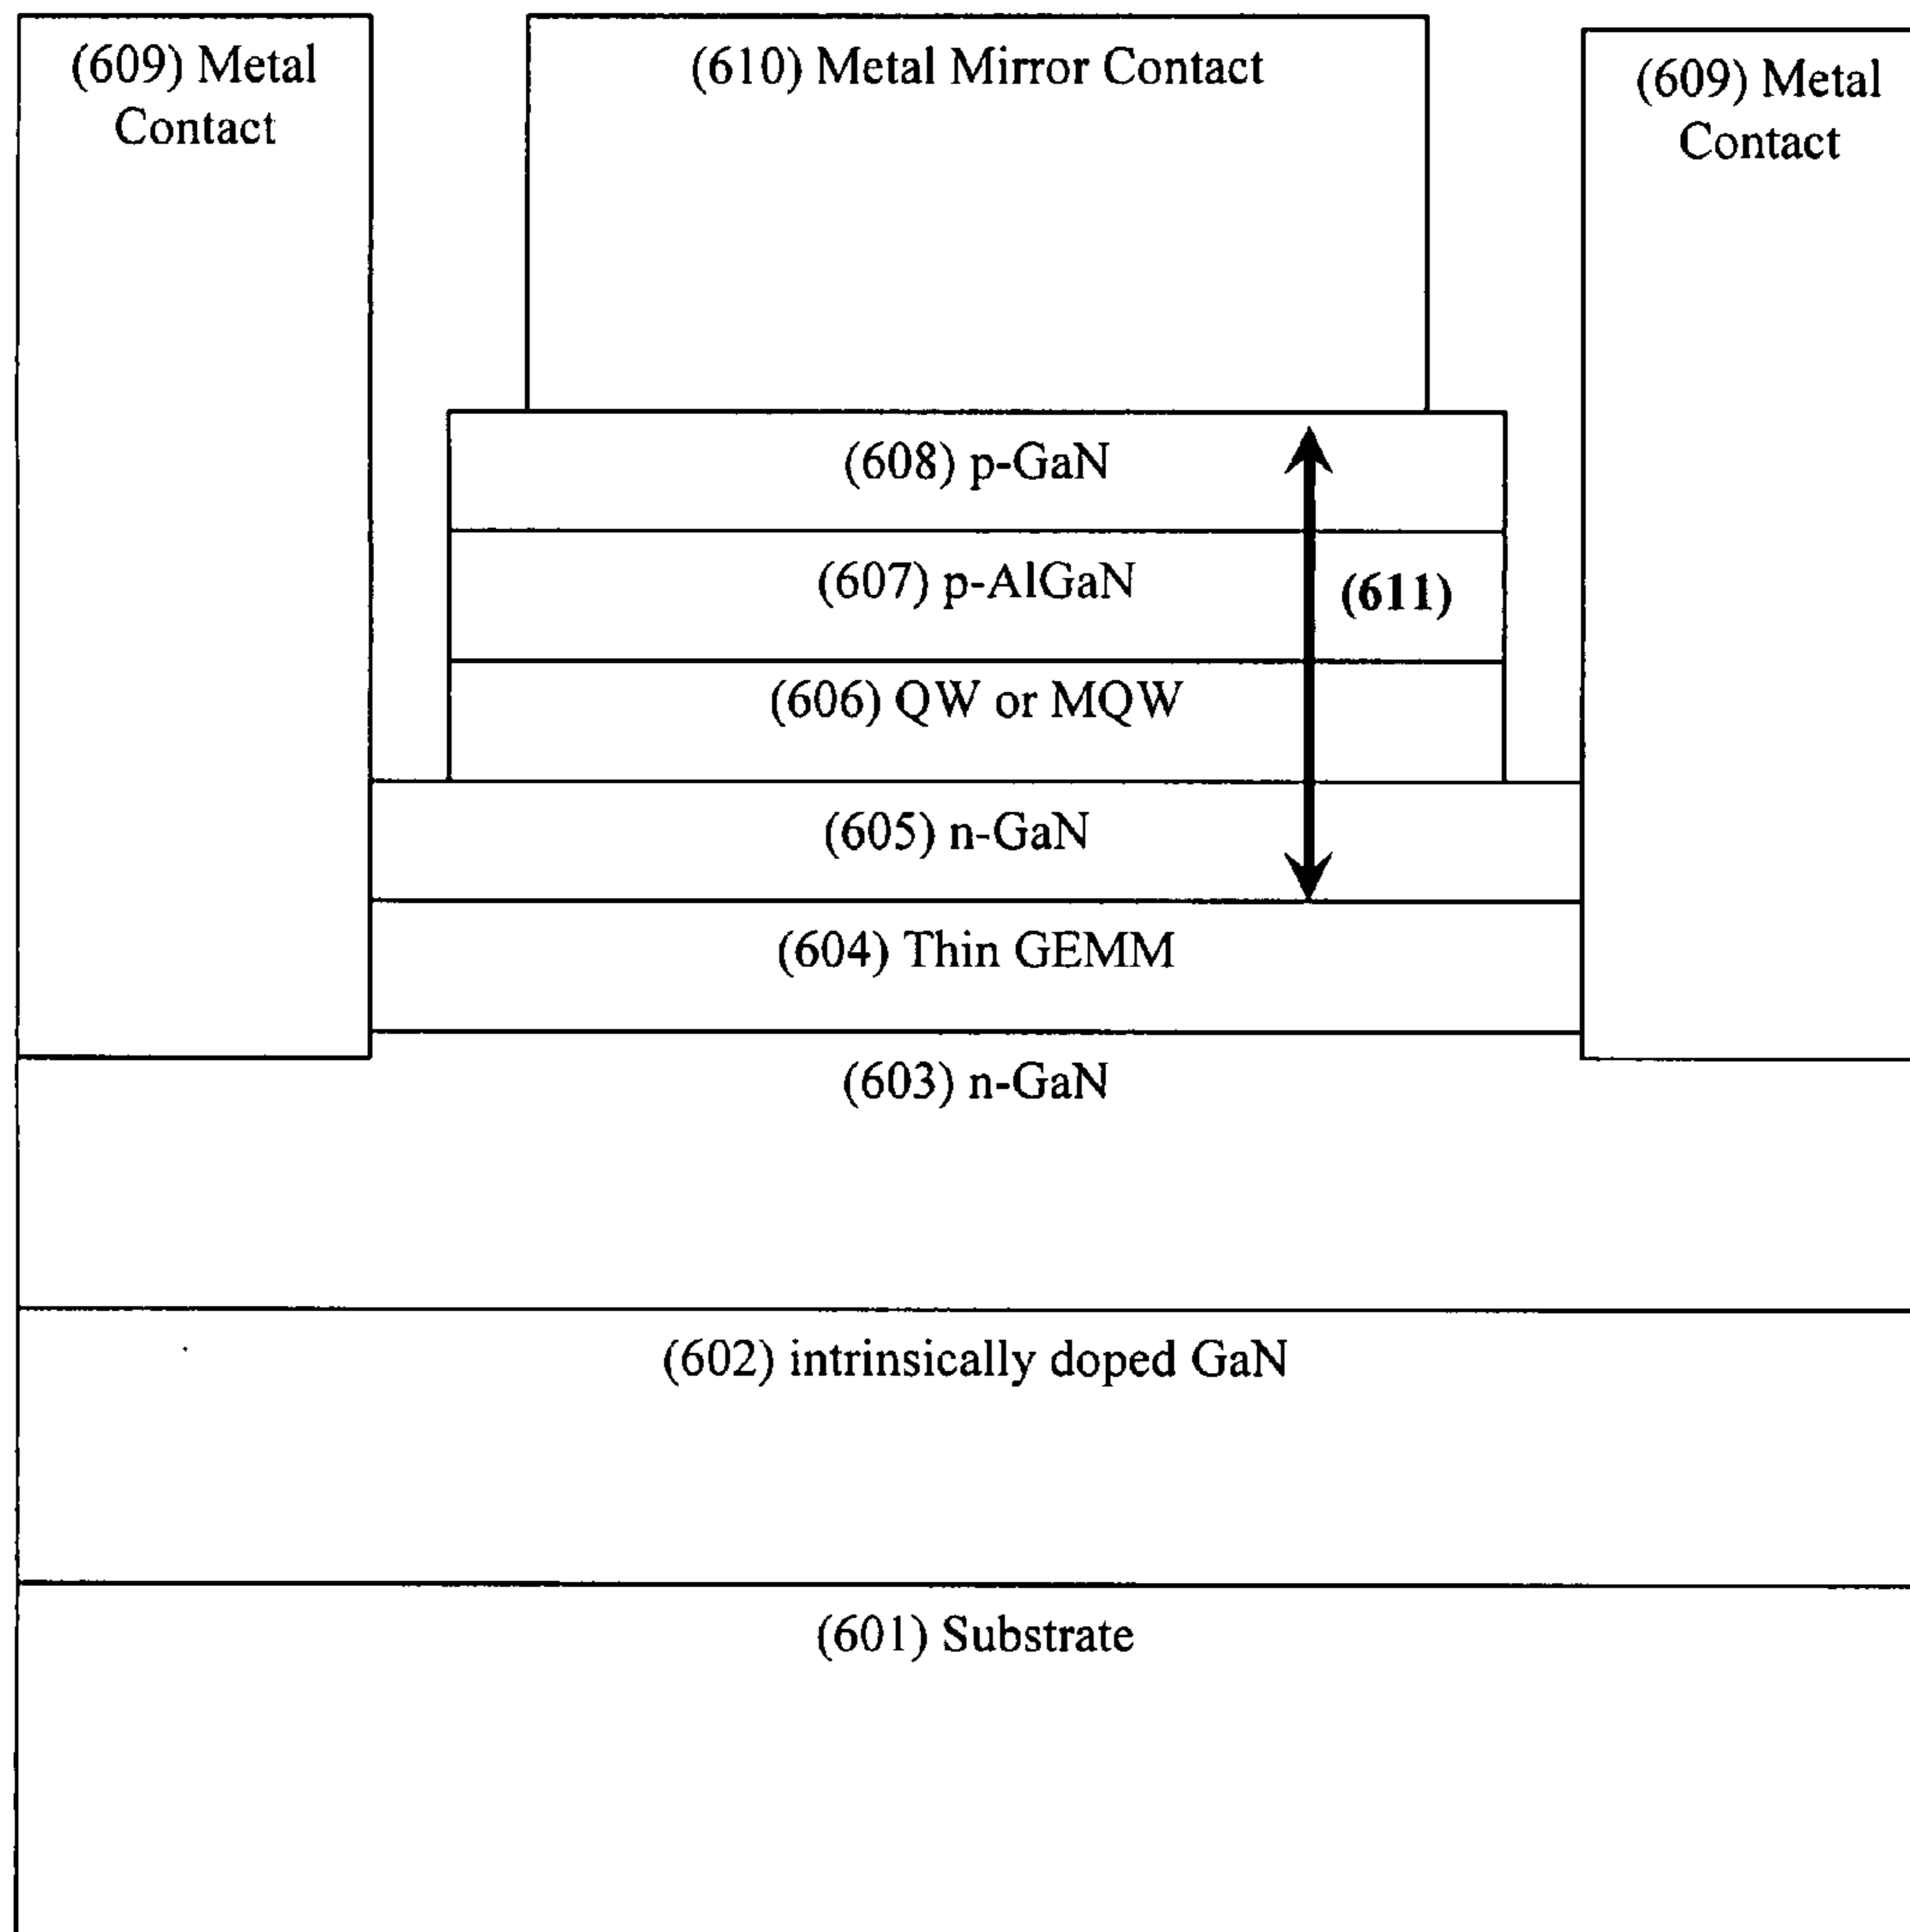 (609) Metal
Contact
(610) Metal Mirror Contact
(609) Metal
Contact
(608) p-GaN
(607) p-AlGaN
(611)
(606) QW or MQW
(605) n-GaN
(604) Thin GEMM
(603) n-GaN
(602) intrinsically doped GaN
(601) Substrate